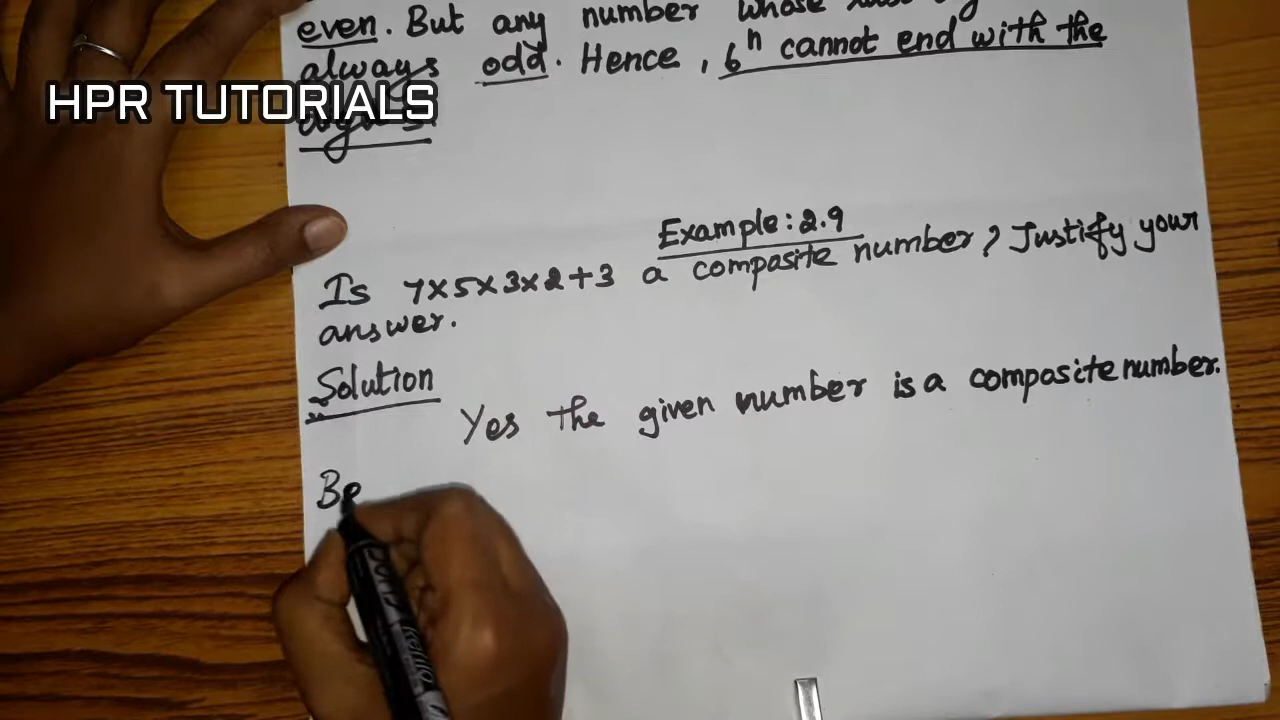 even. But any number whose
always odd. Hence, 6ⁿ cannot end with the
HPR TUTORIALS
Example: 2.9
Is 7×5×3×2+3 a composite number? Justify your
answer.
Solution
Yes the given number is a composite number.
Be